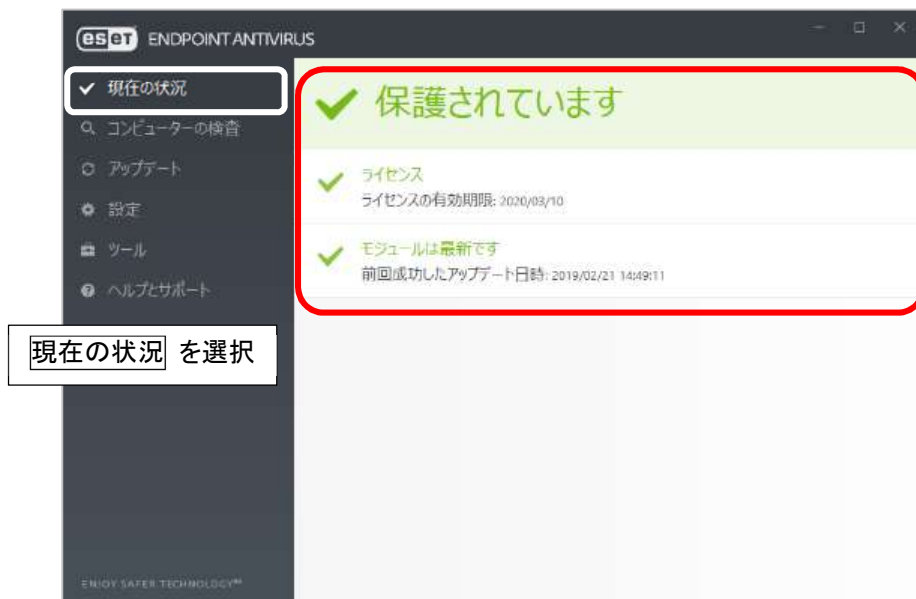 eset ENDPOINT ANTIVIRUS
現在の状況
コンピューターの検査
アップデート
設定
ツール
ヘルプとサポート
現在の状況 を選択
ENJOY SAFER TECHNOLOGY™
保護されています
ライセンス
ライセンスの有効期限: 2020/03/10
モジュールは最新です
前回成功したアップデート日時: 2019/02/21 14:49:11